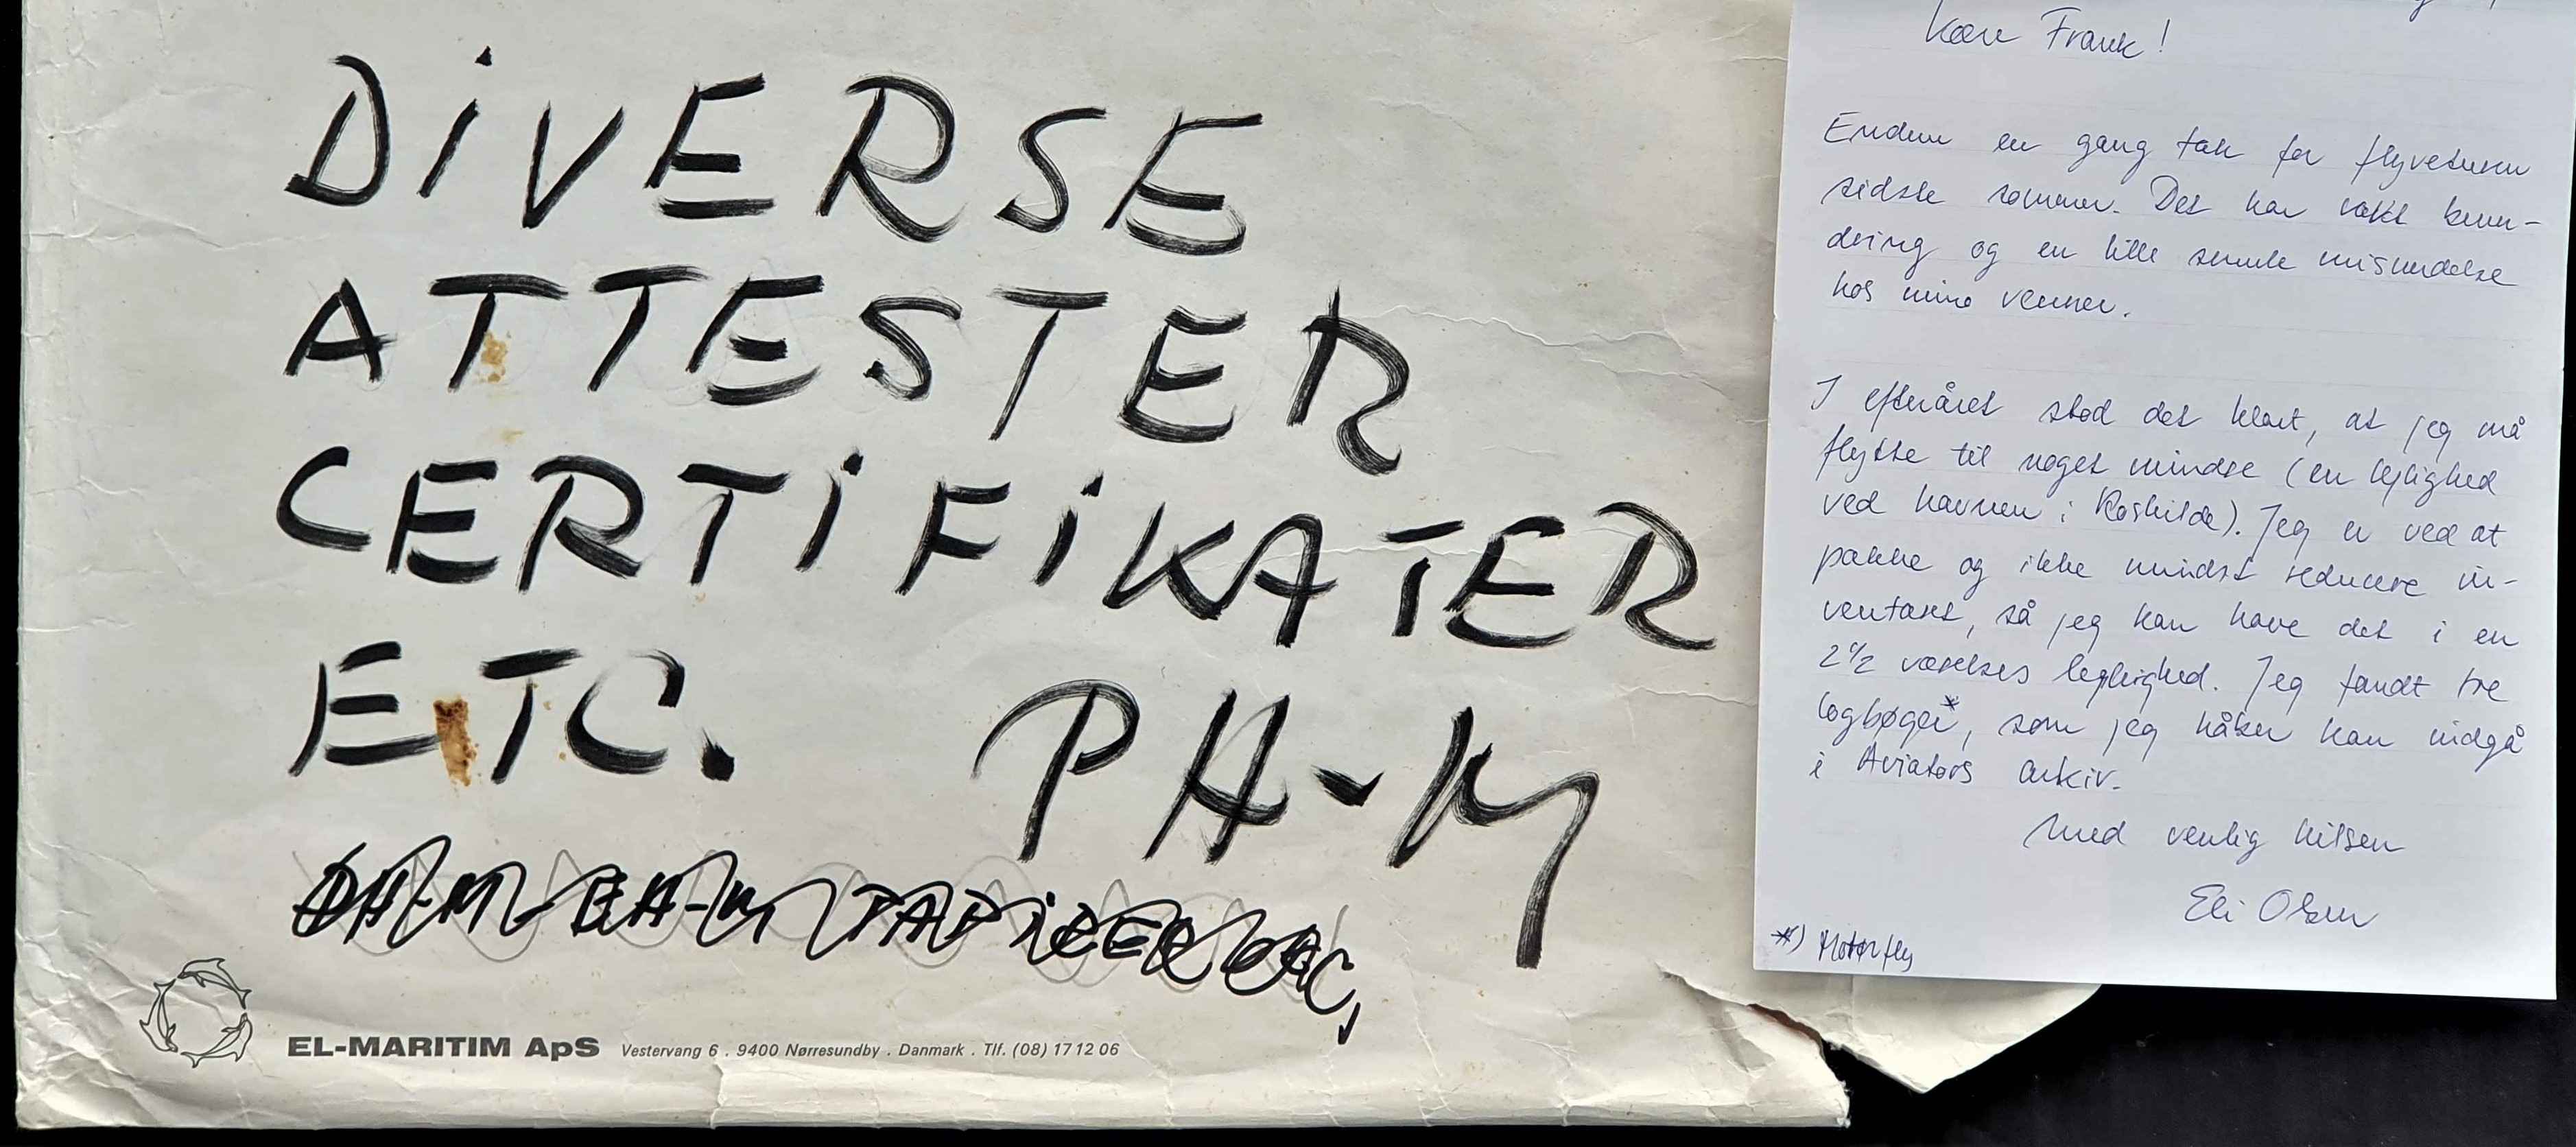 DIVERSE
ATTESTER
CERTIFIKATER
ETC. PH-M
EL-MARITIM ApS Vestervang 6 . 9400 Nørresundby . Danmark . Tlf. (08) 17 12 06
Kære Frank!
Endnu en gang tak for flyveturen
sidste sommer. Det har vakt beun-
dring og en lille smule misundelse
hos mine venner.
I efteråret stod det klart, at jeg må
flytte til noget mindre (en lejlighed
ved havnen i Roskilde). Jeg er ved at
pakke og ikke mindst reducere in-
ventaret, så jeg kan have det i en
2 1/2 værelses lejlighed. Jeg fandt tre
logbøger*, som jeg håber kan indgå
i Aviators arkiv.
Med venlig hilsen
Eli Olsen
*) Motorfly